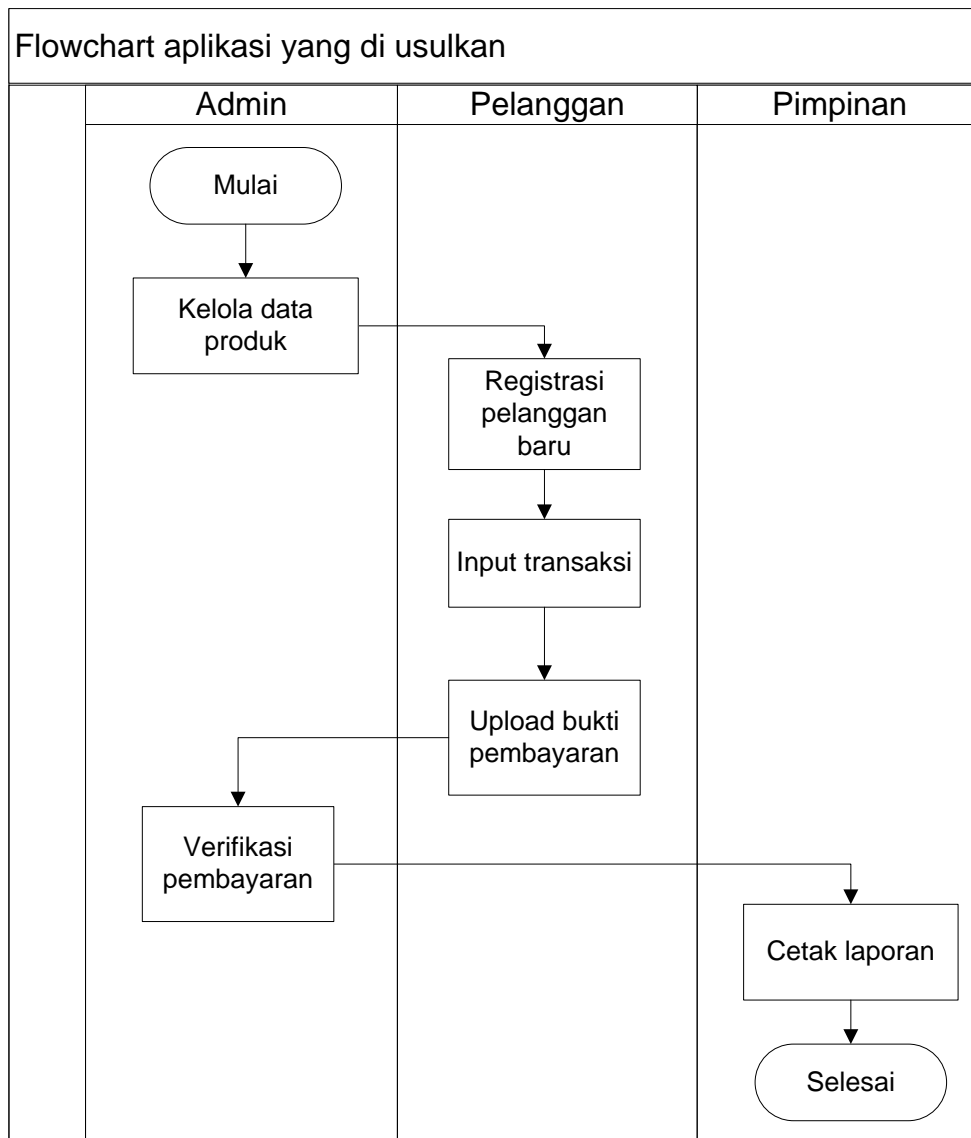 Flowchart aplikasi yang di usulkan
Admin
Pelanggan
Pimpinan
Mulai
Kelola data
produk
Registrasi
pelanggan
baru
Input transaksi
Upload bukti
pembayaran
Verifikasi
pembayaran
Cetak laporan
Selesai